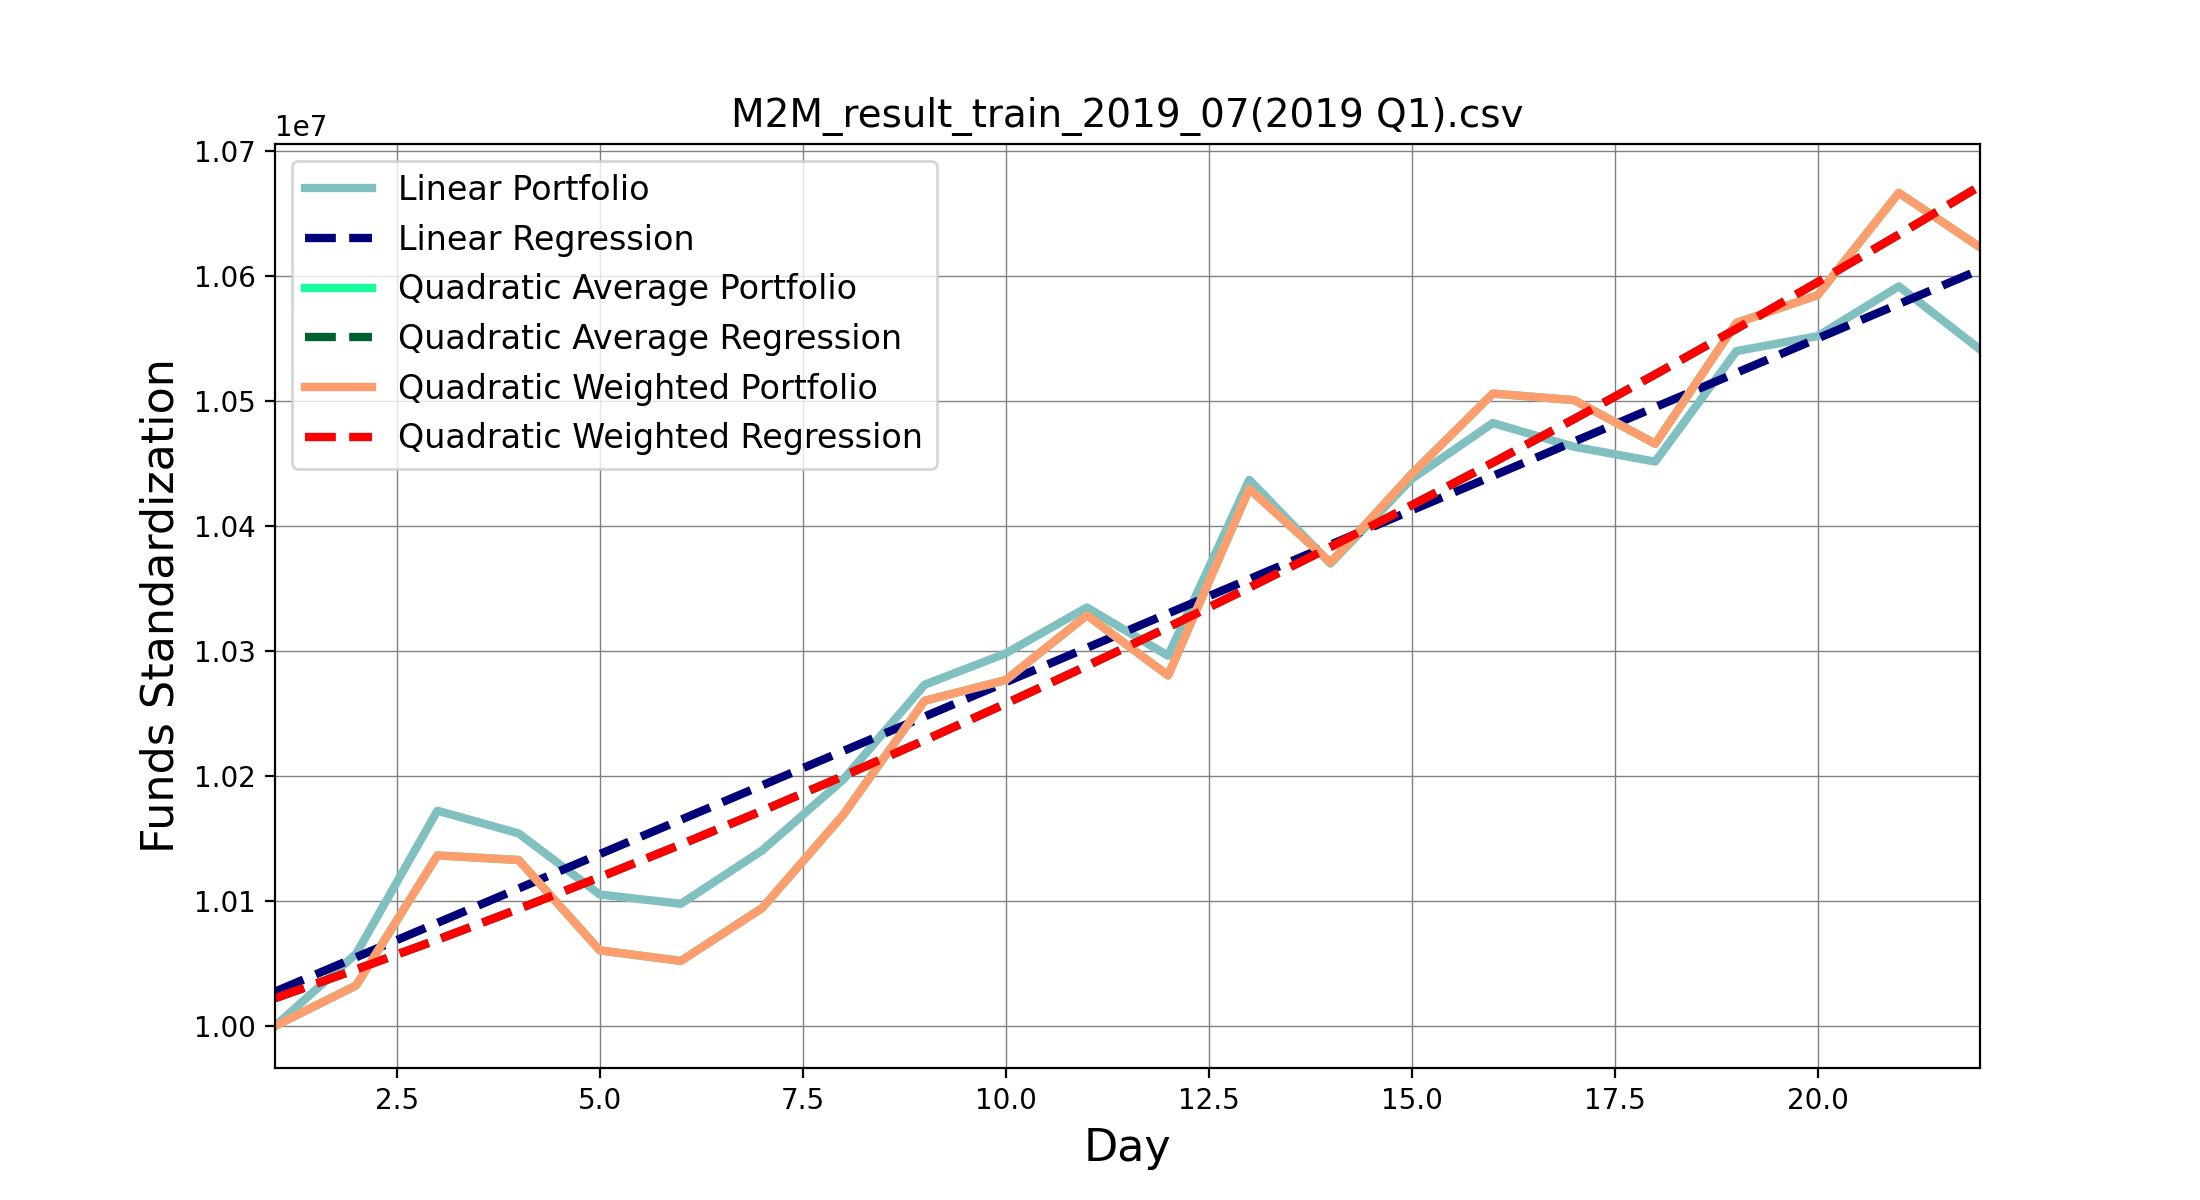 M2M_result_train_2019_07(2019 Q1).csv
1e7
1.07
1.06
1.05
1.04
1.03
1.02
1.01
1.00
Funds Standardization
Linear Portfolio
Linear Regression
Quadratic Average Portfolio
Quadratic Average Regression
Quadratic Weighted Portfolio
Quadratic Weighted Regression
2.5 5.0 7.5 10.0 12.5 15.0 17.5 20.0
Day